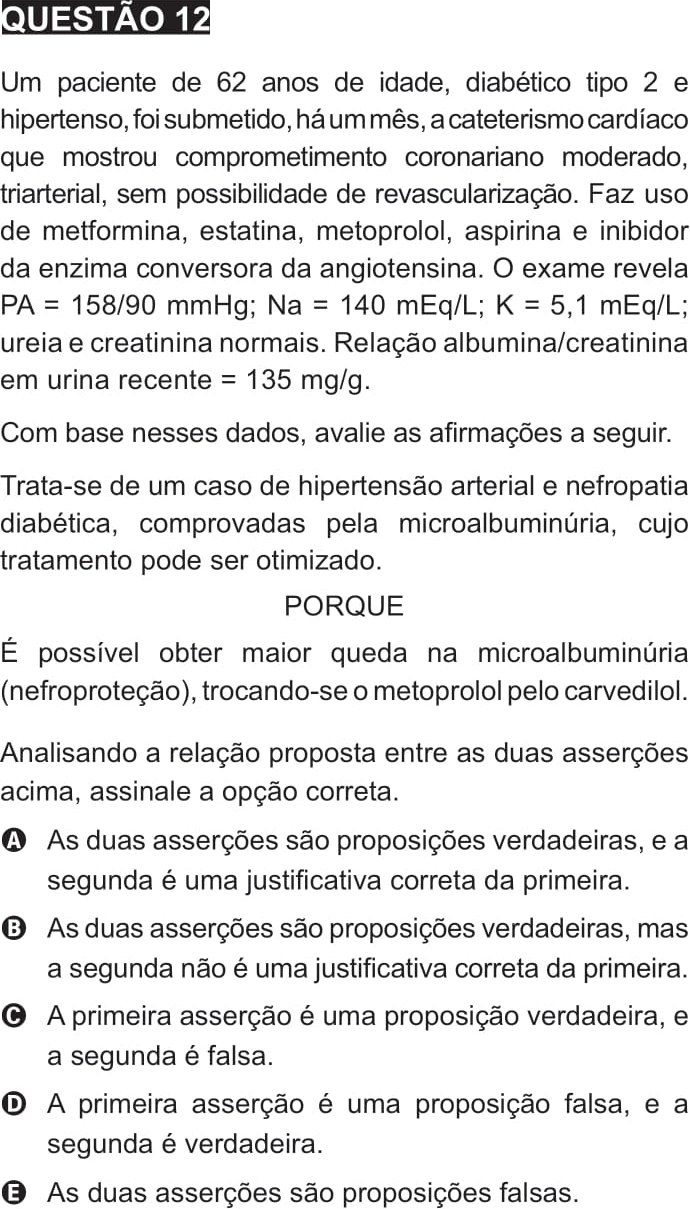 QUESTÃO 12
Um paciente de 62 anos de idade, diabético tipo 2 e
hipertenso, foi submetido, há um mês, a cateterismo cardíaco
que mostrou comprometimento coronariano moderado,
triarterial, sem possibilidade de revascularização. Faz uso
de metformina, estatina, metoprolol, aspirina e inibidor
da enzima conversora da angiotensina. O exame revela
PA = 158/90 mmHg; Na = 140 mEq/L; K = 5,1 mEq/L;
ureia e creatinina normais. Relação albumina/creatinina
em urina recente = 135 mg/g.
Com base nesses dados, avalie as afirmações a seguir.
Trata-se de um caso de hipertensão arterial e nefropatia
diabética, comprovadas pela microalbuminúria, cujo
tratamento pode ser otimizado.
PORQUE
É possível obter maior queda na microalbuminúria
(nefroproteção), trocando-se o metoprolol pelo carvedilol.
Analisando a relação proposta entre as duas asserções
acima, assinale a opção correta.
A As duas asserções são proposições verdadeiras, e a
segunda é uma justificativa correta da primeira.
B As duas asserções são proposições verdadeiras, mas
a segunda não é uma justificativa correta da primeira.
C A primeira asserção é uma proposição verdadeira, e
a segunda é falsa.
D A primeira asserção é uma proposição falsa, e a
segunda é verdadeira.
E As duas asserções são proposições falsas.